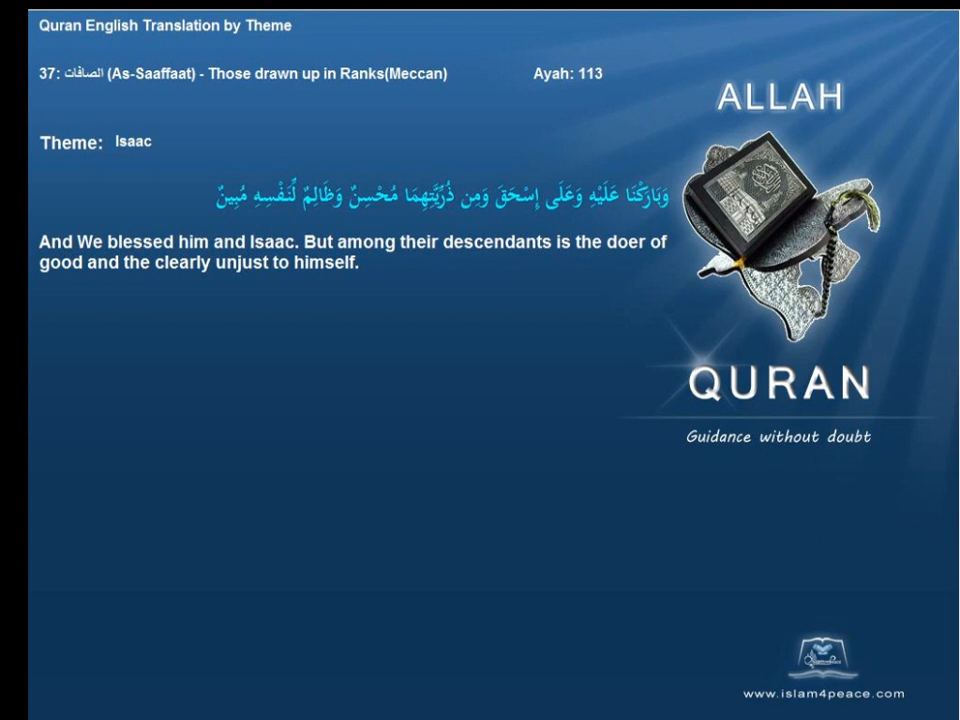 Quran English Translation by Theme
37: الصافات (As-Saaffaat) - Those drawn up in Ranks(Meccan) Ayah: 113
ALLAH
Theme: Isaac
وَبَارَكْنَا عَلَيْهِ وَعَلَى إِسْحَقَ وَمِن ذُرِّيَّتِهِمَا مُحْسِنٌ وَظَالِمٌ لِّنَفْسِهِ مُبِينٌ
And We blessed him and Isaac. But among their descendants is the doer of
good and the clearly unjust to himself.
QURAN
Guidance without doubt
www.islam4peace.com